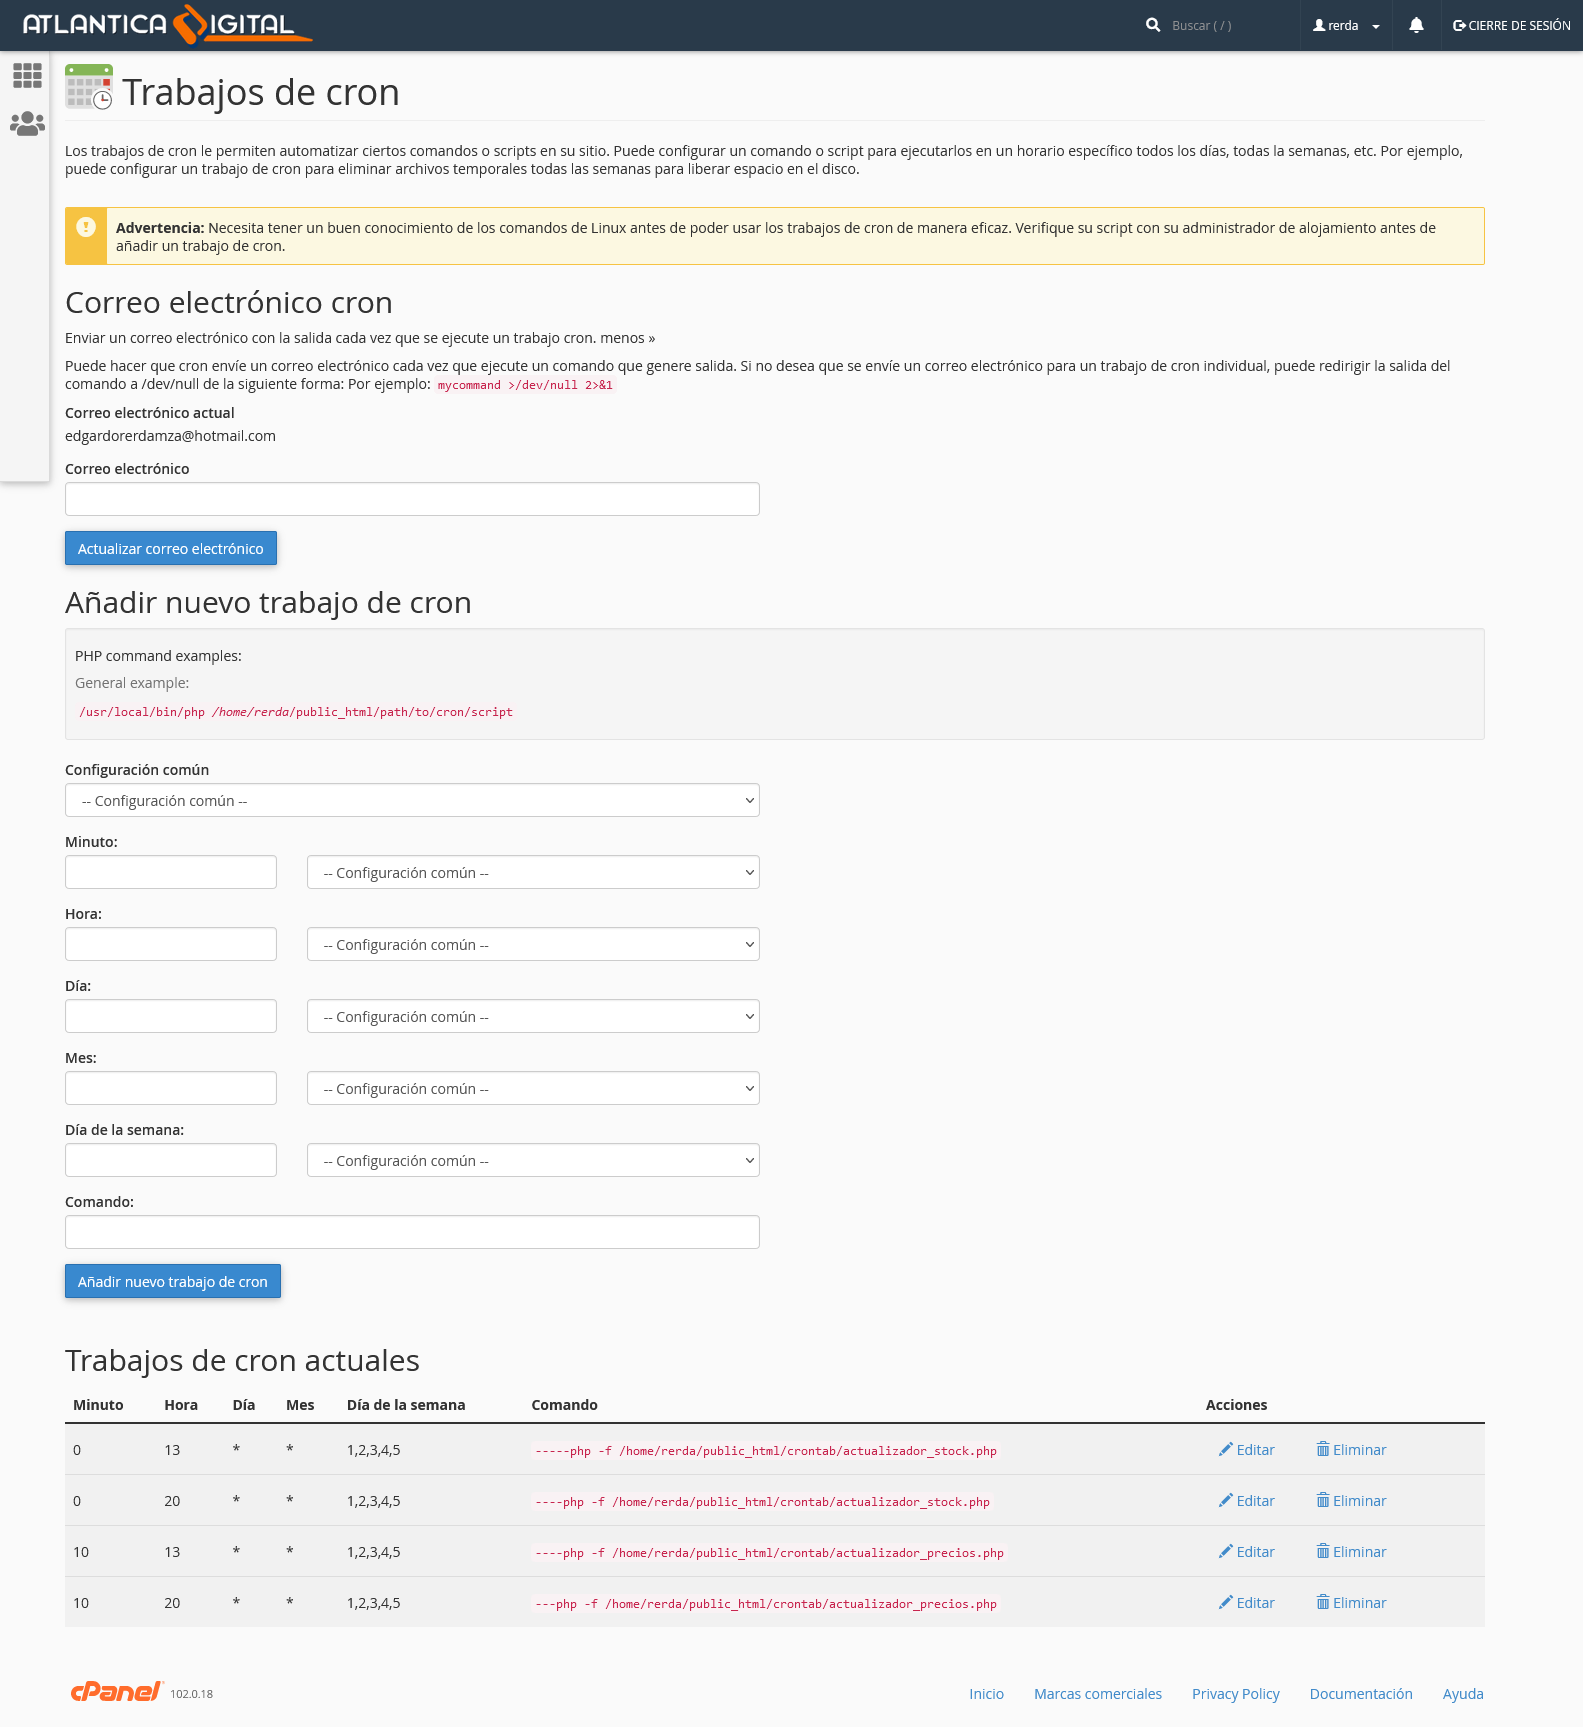 ATLANTICA DIGITAL
Buscar ( / )
rerda
CIERRE DE SESIÓN
Trabajos de cron
Los trabajos de cron le permiten automatizar ciertos comandos o scripts en su sitio. Puede configurar un comando o script para ejecutarlos en un horario específico todos los días, todas la semanas, etc. Por ejemplo,
puede configurar un trabajo de cron para eliminar archivos temporales todas las semanas para liberar espacio en el disco.
Advertencia: Necesita tener un buen conocimiento de los comandos de Linux antes de poder usar los trabajos de cron de manera eficaz. Verifique su script con su administrador de alojamiento antes de
añadir un trabajo de cron.
Correo electrónico cron
Enviar un correo electrónico con la salida cada vez que se ejecute un trabajo cron. menos »
Puede hacer que cron envíe un correo electrónico cada vez que ejecute un comando que genere salida. Si no desea que se envíe un correo electrónico para un trabajo de cron individual, puede redirigir la salida del
comando a /dev/null de la siguiente forma: Por ejemplo: mycommand >/dev/null 2>&1
Correo electrónico actual
edgardorerdamza@hotmail.com
Correo electrónico
Actualizar correo electrónico
Añadir nuevo trabajo de cron
PHP command examples:
General example:
/usr/local/bin/php /home/rerda/public_html/path/to/cron/script
Configuración común
-- Configuración común --
Minuto:
-- Configuración común --
Hora:
-- Configuración común --
Día:
-- Configuración común --
Mes:
-- Configuración común --
Día de la semana:
-- Configuración común --
Comando:
Añadir nuevo trabajo de cron
Trabajos de cron actuales
Minuto Hora Día Mes Día de la semana Comando Acciones
0 13 * * 1,2,3,4,5 -----php -f /home/rerda/public_html/crontab/actualizador_stock.php Editar Eliminar
0 20 * * 1,2,3,4,5 ----php -f /home/rerda/public_html/crontab/actualizador_stock.php Editar Eliminar
10 13 * * 1,2,3,4,5 ----php -f /home/rerda/public_html/crontab/actualizador_precios.php Editar Eliminar
10 20 * * 1,2,3,4,5 ---php -f /home/rerda/public_html/crontab/actualizador_precios.php Editar Eliminar
cPanel 102.0.18 Inicio Marcas comerciales Privacy Policy Documentación Ayuda